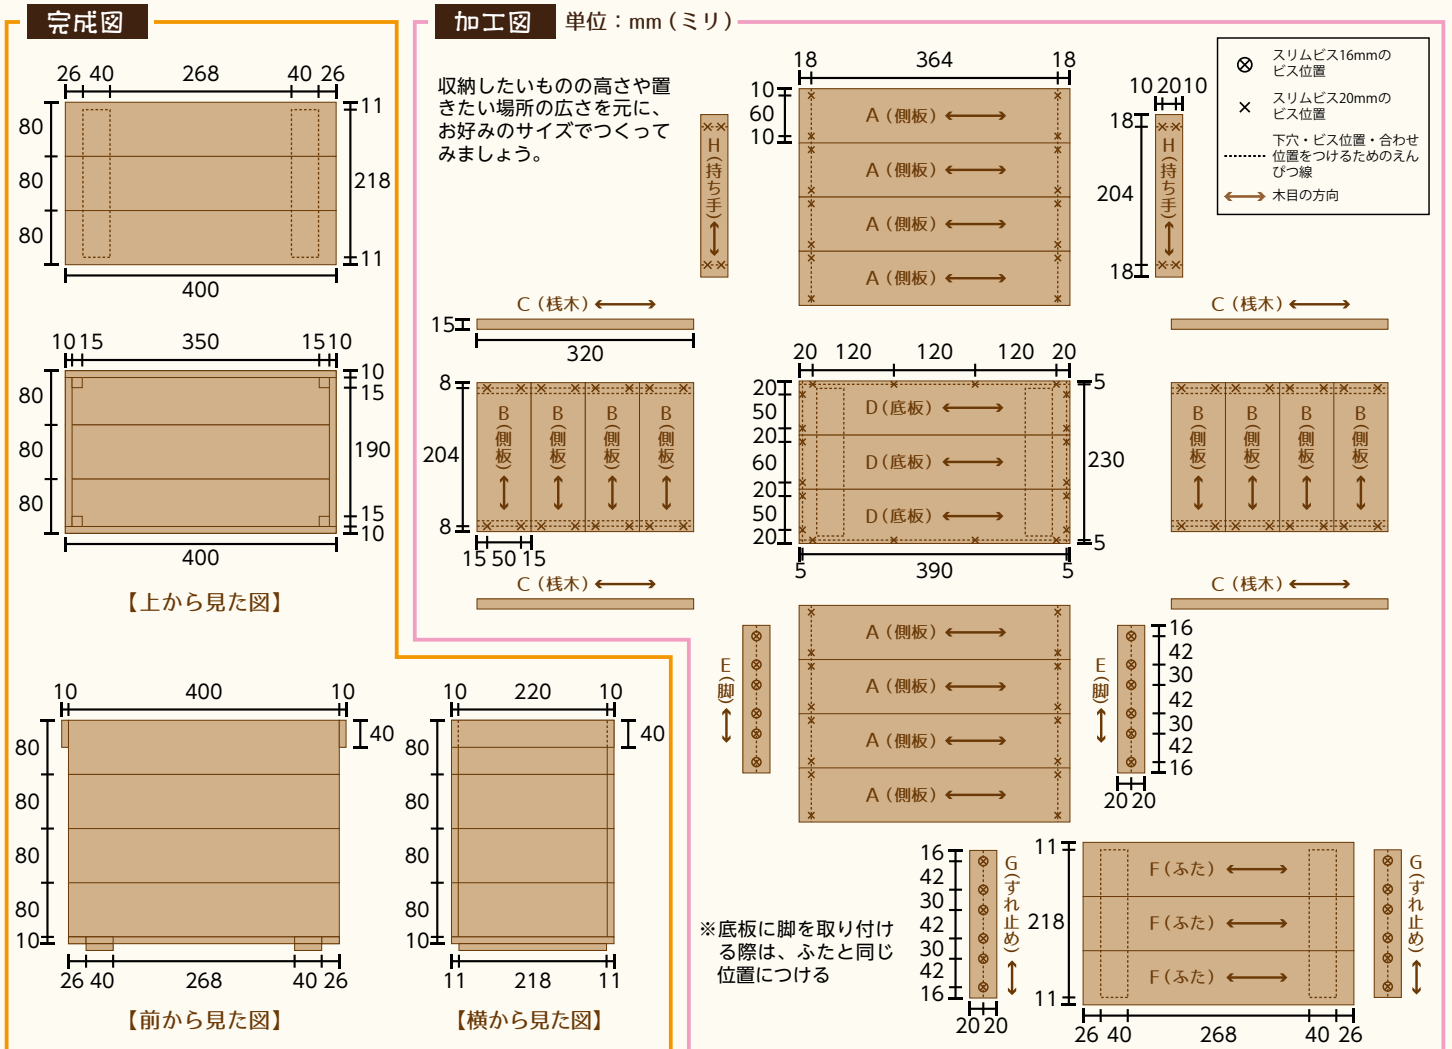 完成図
26 40 268 40 26
80
80
80
11
218
11
400
10 15 350 15 10
80
80
80
10
15
190
15
10
400
【上から見た図】
10 400 10
80
80
80
80
10
40
26 40 268 40 26
【前から見た図】
10 220 10
80
80
80
80
10
40
11 218 11
【横から見た図】
加工図 単位：mm（ミリ）
収納したいものの高さや置
きたい場所の広さを元に、
お好みのサイズでつくって
みましょう。
H（持ち手）
18 364 18
10
60
10
A（側板）
A（側板）
A（側板）
A（側板）
10 20 10
18
204
18
H（持ち手）
スリムビス16mmの
ビス位置
スリムビス20mmの
ビス位置
下穴・ビス位置・合わせ
位置をつけるためのえん
ぴつ線
木目の方向
C（桟木）
15
320
C（桟木）
8
204
8
B（側板）
B（側板）
B（側板）
B（側板）
15 50 15
20 120 120 120 20
20
50
20
60
20
50
20
D（底板）
D（底板）
D（底板）
5
230
5
5 390 5
B（側板）
B（側板）
B（側板）
B（側板）
C（桟木）
C（桟木）
E（脚）
A（側板）
A（側板）
A（側板）
A（側板）
E（脚）
16
42
30
42
30
42
16
20 20
※底板に脚を取り付け
る際は、ふたと同じ
位置につける
16
42
30
42
30
42
16
20 20
G（ずれ止め）
11
218
11
F（ふた）
F（ふた）
F（ふた）
26 40 268 40 26
G（ずれ止め）